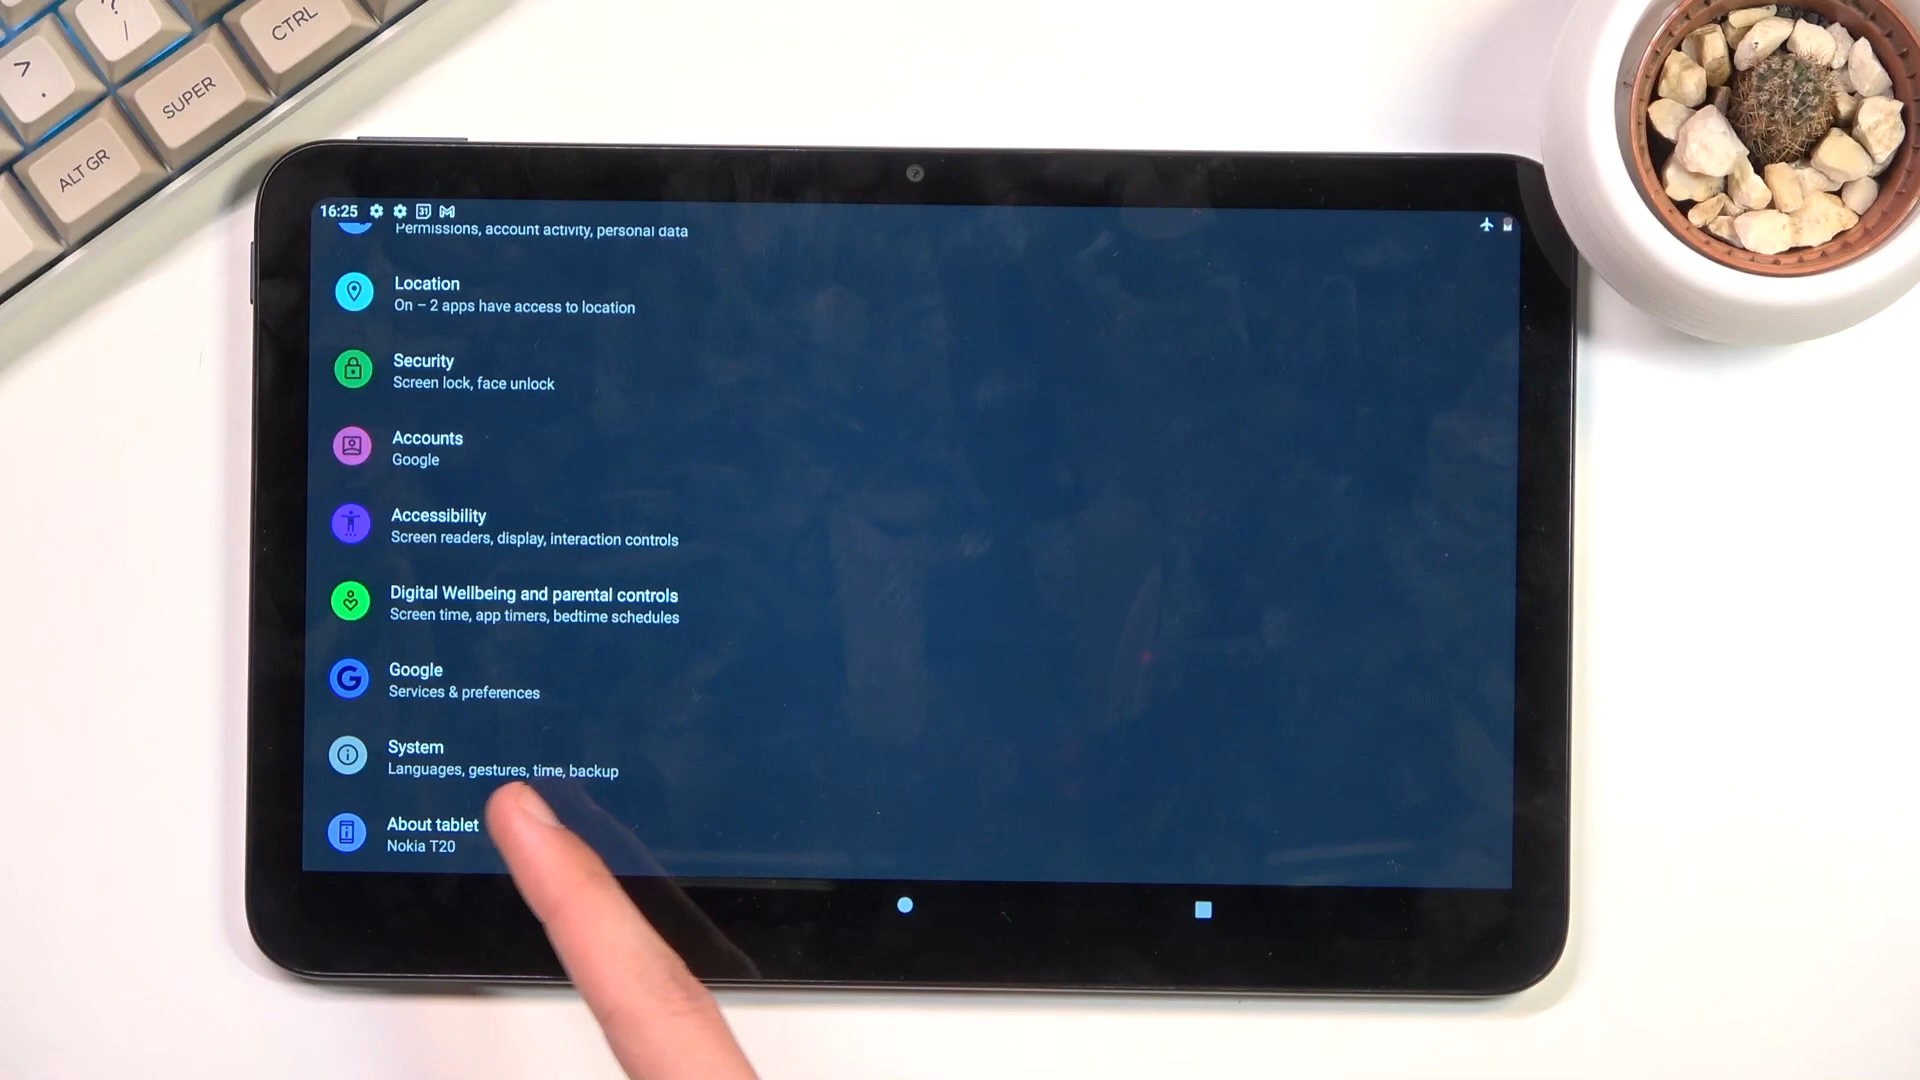 ?
/
CTRL
>
.
SUPER
ALT GR
16:25
31
Permissions, account activity, personal data
Location
On – 2 apps have access to location
Security
Screen lock, face unlock
Accounts
Google
Accessibility
Screen readers, display, interaction controls
Digital Wellbeing and parental controls
Screen time, app timers, bedtime schedules
G
Google
Services & preferences
System
Languages, gestures, time, backup
About tablet
Nokia T20